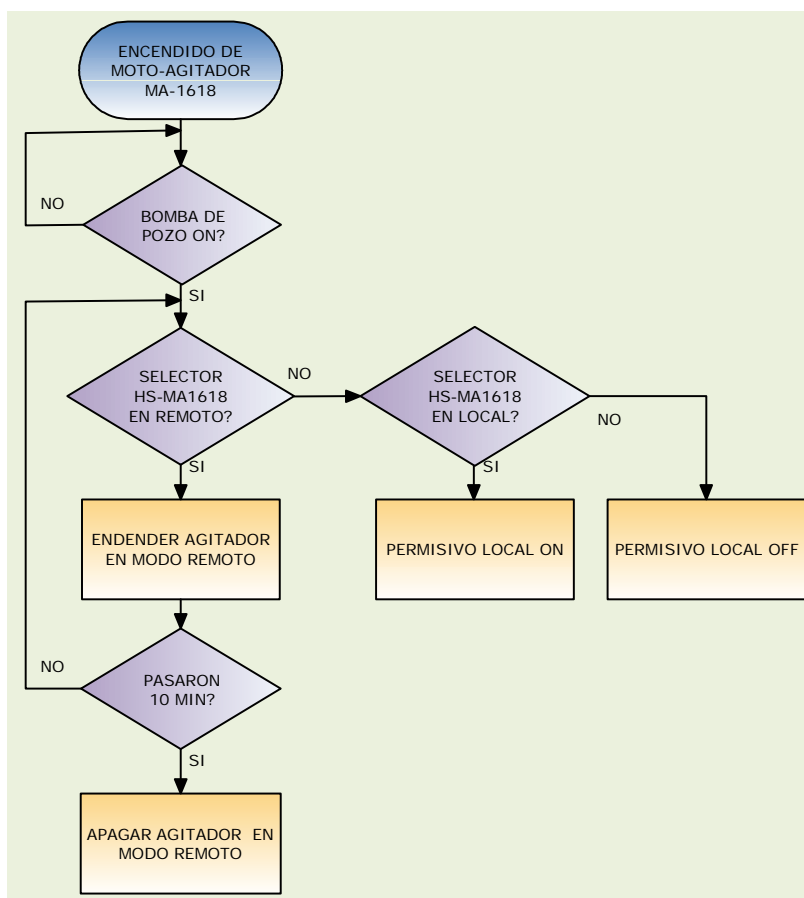 ENCENDIDO DE
MOTO-AGITADOR
MA-1618
NO
BOMBA DE
POZO ON?
SI
SELECTOR
HS-MA1618
EN REMOTO?
NO
SELECTOR
HS-MA1618
EN LOCAL?
NO
SI
SI
ENDENDER AGITADOR
EN MODO REMOTO
PERMISIVO LOCAL ON
PERMISIVO LOCAL OFF
NO
PASARON
10 MIN?
SI
APAGAR AGITADOR EN
MODO REMOTO